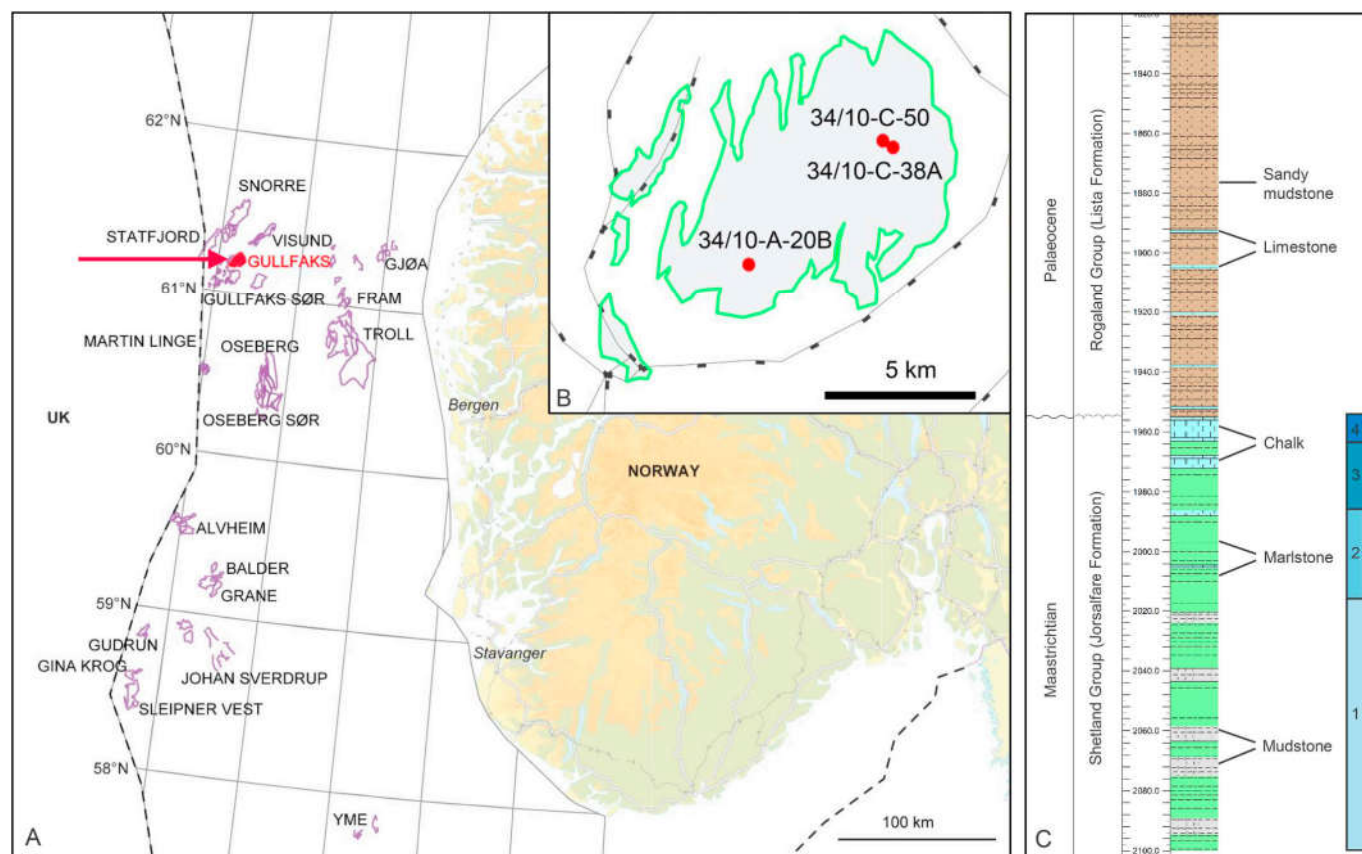 62°N
SNORRE
STATFJORD
VISUND
GULLFAKS
GJØA
61°N
GULLFAKS SØR
FRAM
MARTIN LINGE
OSEBERG
TROLL
UK
OSEBERG SØR
Bergen
60°N
NORWAY
ALVHEIM
BALDER
GRANE
59°N
GUDRUN
GINA KROG
JOHAN SVERDRUP
Stavanger
SLEIPNER VEST
58°N
YME
100 km
A
34/10-C-50
34/10-C-38A
34/10-A-20B
5 km
B
Palaeocene
Rogaland Group (Lista Formation)
Maastrichtian
Shetland Group (Jorsalfare Formation)
1840.0
1860.0
1880.0
1900.0
1920.0
1940.0
1960.0
1980.0
2000.0
2020.0
2040.0
2060.0
2080.0
2100.0
Sandy
mudstone
Limestone
Chalk
Marlstone
Mudstone
4
3
2
1
C